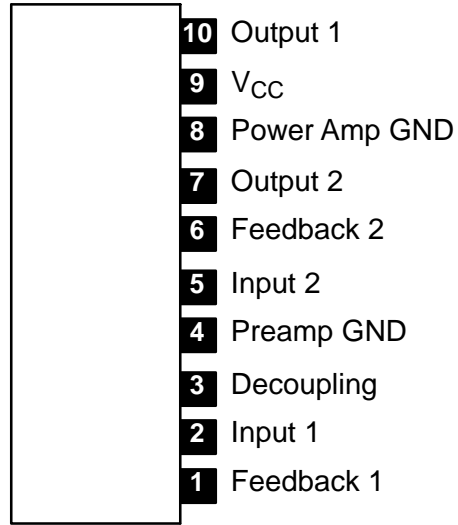 10 Output 1
9 VCC
8 Power Amp GND
7 Output 2
6 Feedback 2
5 Input 2
4 Preamp GND
3 Decoupling
2 Input 1
1 Feedback 1